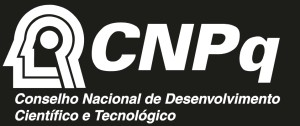 CNPq
Conselho Nacional de Desenvolvimento
Científico e Tecnológico